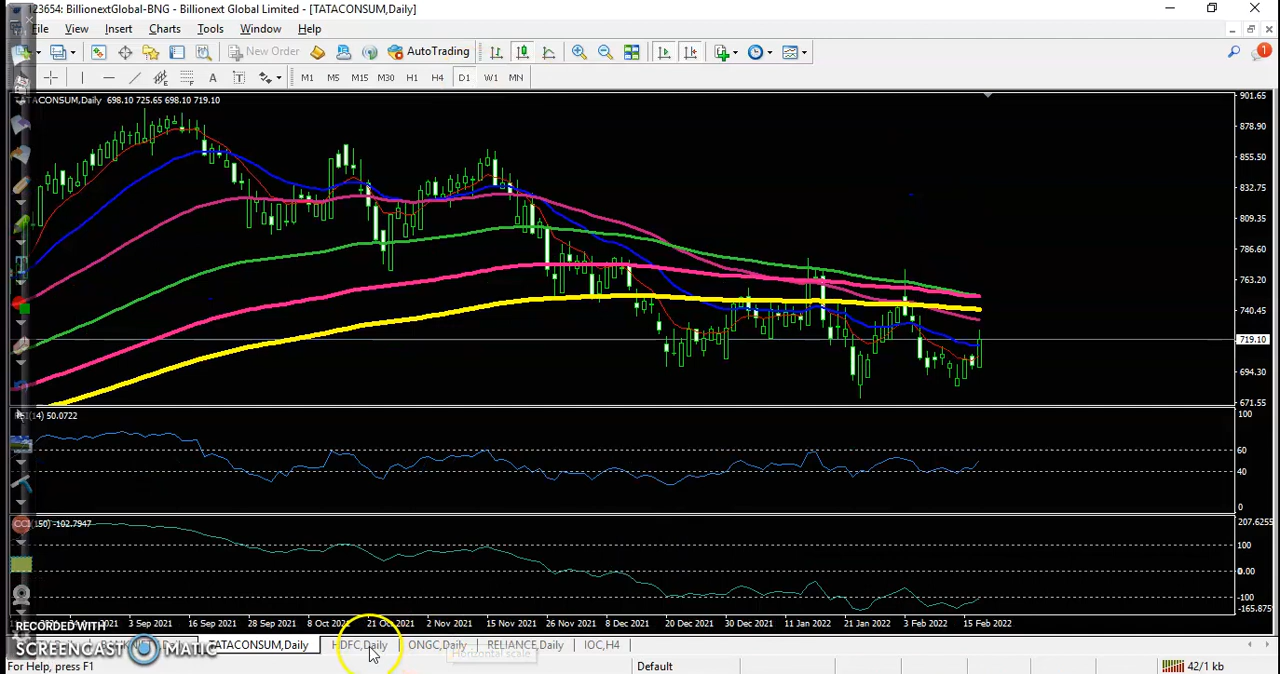 123654: BillionextGlobal-BNG - Billionext Global Limited - [TATACONSUM,Daily]
File View Insert Charts Tools Window Help
New Order AutoTrading 1
A T M1 M5 M15 M30 H1 H4 D1 W1 MN
TATACONSUM,Daily 698.10 725.65 698.10 719.10
901.65
878.90
855.50
832.75
809.35
786.60
763.20
740.45
719.10
694.30
671.55
RSI(14) 50.0722
100
60
40
0
CCI(150) -102.7947
207.6255
100
0.00
-100
-165.875
3 Sep 2021 16 Sep 2021 8 Oct 2021 21 Oct 2021 2 Nov 2021 15 Nov 2021 26 Nov 2021 8 Dec 2021 20 Dec 2021 30 Dec 2021 11 Jan 2022 21 Jan 2022 3 Feb 2022 15 Feb 2022
RECORDED WITH
SCREENCAST MATIC
TATACONSUM,Daily HDFC,Daily ONGC,Daily RELIANCE,Daily IOC,H4
Horizontal scale
For Help, press F1 Default 42/1 kb